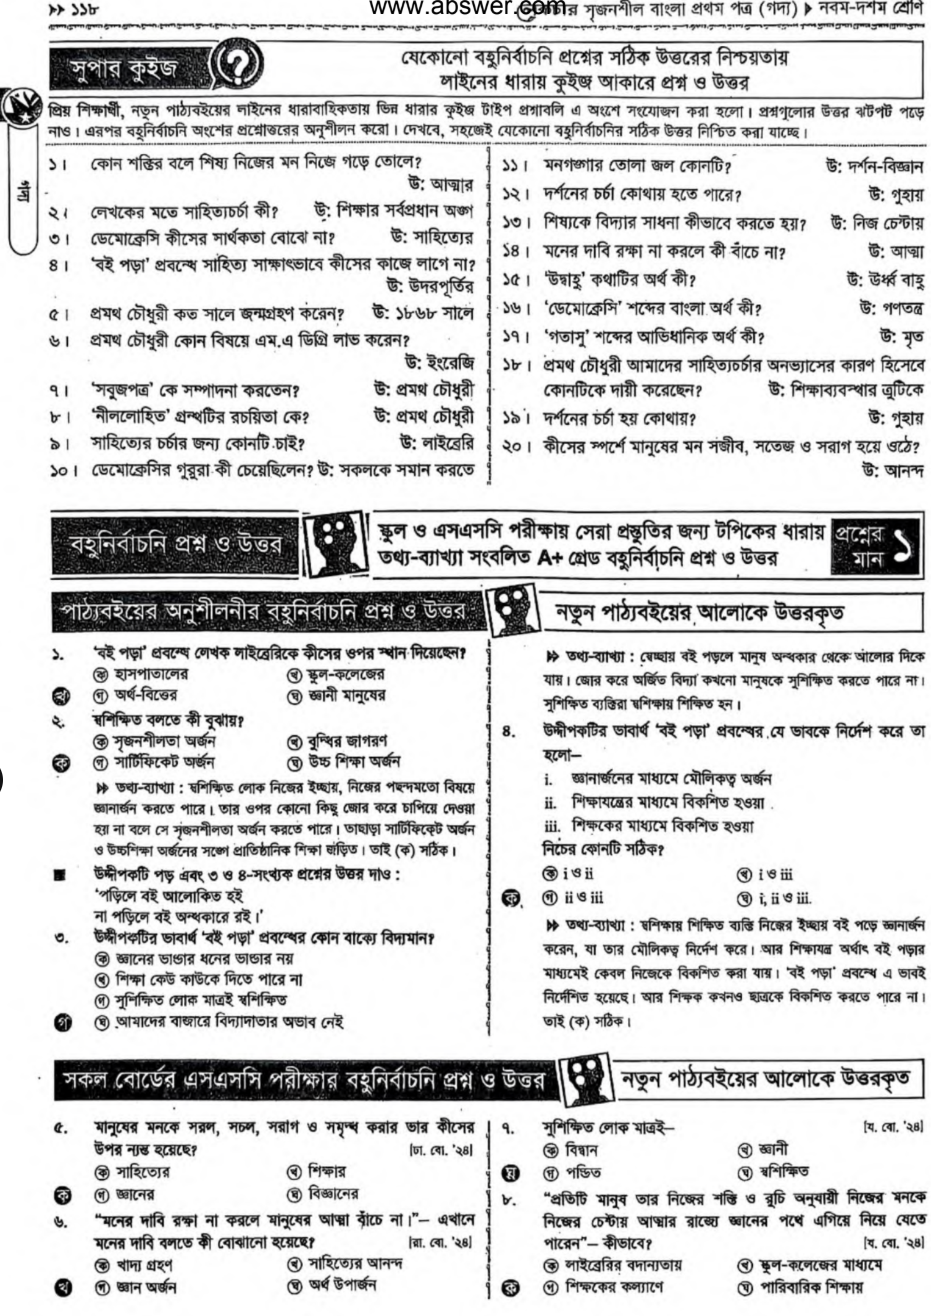 ▸▸ ১১৮
www.abswer.com
সৃজনশীল বাংলা প্রথম পত্র (গদ্য) ▸ নবম-দশম শ্রেণি
সুপার কুইজ
যেকোনো বহুনির্বাচনি প্রশ্নের সঠিক উত্তরের নিশ্চয়তায়
লাইনের ধারায় কুইজ আকারে প্রশ্ন ও উত্তর
প্রিয় শিক্ষার্থী, নতুন পাঠ্যবইয়ের লাইনের ধারাবাহিকতায় ভিন্ন ধারার কুইজ টাইপ প্রশ্নাবলি এ অংশে সংযোজন করা হলো। প্রশ্নগুলোর উত্তর ঝটপট পড়ে
নাও। এরপর বহুনির্বাচনি অংশের প্রশ্নোত্তরের অনুশীলন করো। দেখবে, সহজেই যেকোনো বহুনির্বাচনির সঠিক উত্তর নিশ্চিত করা যাচ্ছে।
গদ্য
১। কোন শক্তির বলে শিষ্য নিজের মন নিজে গড়ে তোলে?
উ: আত্মার
২। লেখকের মতে সাহিত্যচর্চা কী? উ: শিক্ষার সর্বপ্রধান অঙ্গ
৩। ডেমোক্রেসি কীসের সার্থকতা বোঝে না? উ: সাহিত্যের
৪। 'বই পড়া' প্রবন্ধে সাহিত্য সাক্ষাৎভাবে কীসের কাজে লাগে না?
উ: উদরপূর্তির
৫। প্রমথ চৌধুরী কত সালে জন্মগ্রহণ করেন? উ: ১৮৬৮ সালে
৬। প্রমথ চৌধুরী কোন বিষয়ে এম.এ ডিগ্রি লাভ করেন?
উ: ইংরেজি
৭। 'সবুজপত্র' কে সম্পাদনা করতেন? উ: প্রমথ চৌধুরী
৮। 'নীললোহিত' গ্রন্থটির রচয়িতা কে? উ: প্রমথ চৌধুরী
৯। সাহিত্যের চর্চার জন্য কোনটি চাই? উ: লাইব্রেরি
১০। ডেমোক্রেসির গুরুরা কী চেয়েছিলেন? উ: সকলকে সমান করতে
১১। মনগঙ্গার তোলা জল কোনটি? উ: দর্শন-বিজ্ঞান
১২। দর্শনের চর্চা কোথায় হতে পারে? উ: গুহায়
১৩। শিষ্যকে বিদ্যার সাধনা কীভাবে করতে হয়? উ: নিজ চেষ্টায়
১৪। মনের দাবি রক্ষা না করলে কী বাঁচে না? উ: আত্মা
১৫। 'উদ্বাহু' কথাটির অর্থ কী? উ: ঊর্ধ্ব বাহু
১৬। 'ডেমোক্রেসি' শব্দের বাংলা অর্থ কী? উ: গণতন্ত্র
১৭। 'গতাসু' শব্দের আভিধানিক অর্থ কী? উ: মৃত
১৮। প্রমথ চৌধুরী আমাদের সাহিত্যচর্চার অনভ্যাসের কারণ হিসেবে
কোনটিকে দায়ী করেছেন? উ: শিক্ষাব্যবস্থার ত্রুটিকে
১৯। দর্শনের চর্চা হয় কোথায়? উ: গুহায়
২০। কীসের স্পর্শে মানুষের মন সজীব, সতেজ ও সরাগ হয়ে ওঠে?
উ: আনন্দ
বহুনির্বাচনি প্রশ্ন ও উত্তর
স্কুল ও এসএসসি পরীক্ষায় সেরা প্রস্তুতির জন্য টপিকের ধারায়
তথ্য-ব্যাখ্যা সংবলিত A+ গ্রেড বহুনির্বাচনি প্রশ্ন ও উত্তর
প্রশ্নের
মান ১
পাঠ্যবইয়ের অনুশীলনীর বহুনির্বাচনি প্রশ্ন ও উত্তর
নতুন পাঠ্যবইয়ের আলোকে উত্তরকৃত
১. 'বই পড়া' প্রবন্ধে লেখক লাইব্রেরিকে কীসের ওপর স্থান দিয়েছেন?
ক হাসপাতালের খ স্কুল-কলেজের
খ গ অর্থ-বিত্তের ঘ জ্ঞানী মানুষের
২. স্বশিক্ষিত বলতে কী বুঝায়?
ক সৃজনশীলতা অর্জন খ বুদ্ধির জাগরণ
ক গ সার্টিফিকেট অর্জন ঘ উচ্চ শিক্ষা অর্জন
▸▸ তথ্য-ব্যাখ্যা : স্বশিক্ষিত লোক নিজের ইচ্ছায়, নিজের পছন্দমতো বিষয়ে
জ্ঞানার্জন করতে পারে। তার ওপর কোনো কিছু জোর করে চাপিয়ে দেওয়া
হয় না বলে সে সৃজনশীলতা অর্জন করতে পারে। তাছাড়া সার্টিফিকেট অর্জন
ও উচ্চশিক্ষা অর্জনের সঙ্গে প্রাতিষ্ঠানিক শিক্ষা জড়িত। তাই (ক) সঠিক।
■ উদ্দীপকটি পড় এবং ৩ ও ৪-সংখ্যক প্রশ্নের উত্তর দাও :
'পড়িলে বই আলোকিত হই
না পড়িলে বই অন্ধকারে রই।'
৩. উদ্দীপকটির ভাবার্থ 'বই পড়া' প্রবন্ধের কোন বাক্যে বিদ্যমান?
ক জ্ঞানের ভাণ্ডার ধনের ভাণ্ডার নয়
খ শিক্ষা কেউ কাউকে দিতে পারে না
গ সুশিক্ষিত লোক মাত্রই স্বশিক্ষিত
গ ঘ আমাদের বাজারে বিদ্যাদাতার অভাব নেই
▸▸ তথ্য-ব্যাখ্যা : স্বেচ্ছায় বই পড়লে মানুষ অন্ধকার থেকে আলোর দিকে
যায়। জোর করে অর্জিত বিদ্যা কখনো মানুষকে সুশিক্ষিত করতে পারে না।
সুশিক্ষিত ব্যক্তিরা স্বশিক্ষায় শিক্ষিত হন।
৪. উদ্দীপকটির ভাবার্থ 'বই পড়া' প্রবন্ধের যে ভাবকে নির্দেশ করে তা
হলো–
i. জ্ঞানার্জনের মাধ্যমে মৌলিকত্ব অর্জন
ii. শিক্ষাযন্ত্রের মাধ্যমে বিকশিত হওয়া
iii. শিক্ষকের মাধ্যমে বিকশিত হওয়া
নিচের কোনটি সঠিক?
ক i ও ii খ i ও iii
ক গ ii ও iii ঘ i, ii ও iii.
▸▸ তথ্য-ব্যাখ্যা : স্বশিক্ষায় শিক্ষিত ব্যক্তি নিজের ইচ্ছায় বই পড়ে জ্ঞানার্জন
করেন, যা তার মৌলিকত্ব নির্দেশ করে। আর শিক্ষাযন্ত্র অর্থাৎ বই পড়ার
মাধ্যমেই কেবল নিজেকে বিকশিত করা যায়। 'বই পড়া' প্রবন্ধে এ ভাবই
নির্দেশিত হয়েছে। আর শিক্ষক কখনও ছাত্রকে বিকশিত করতে পারে না।
তাই (ক) সঠিক।
সকল বোর্ডের এসএসসি পরীক্ষার বহুনির্বাচনি প্রশ্ন ও উত্তর
নতুন পাঠ্যবইয়ের আলোকে উত্তরকৃত
৫. মানুষের মনকে সরল, সচল, সরাগ ও সমৃদ্ধ করার ভার কীসের
উপর ন্যস্ত হয়েছে? [ঢা. বো. '২৪]
ক সাহিত্যের খ শিক্ষার
ক গ জ্ঞানের ঘ বিজ্ঞানের
৬. "মনের দাবি রক্ষা না করলে মানুষের আত্মা বাঁচে না।"– এখানে
মনের দাবি বলতে কী বোঝানো হয়েছে? [রা. বো. '২৪]
ক খাদ্য গ্রহণ খ সাহিত্যের আনন্দ
খ গ জ্ঞান অর্জন ঘ অর্থ উপার্জন
৭. সুশিক্ষিত লোক মাত্রই– [য. বো. '২৪]
ক বিদ্বান খ জ্ঞানী
ঘ গ পণ্ডিত ঘ স্বশিক্ষিত
৮. "প্রতিটি মানুষ তার নিজের শক্তি ও রুচি অনুযায়ী নিজের মনকে
নিজের চেষ্টায় আত্মার রাজ্যে জ্ঞানের পথে এগিয়ে নিয়ে যেতে
পারেন"– কীভাবে? [ব. বো. '২৪]
ক লাইব্রেরির বদান্যতায় খ স্কুল-কলেজের মাধ্যমে
ক গ শিক্ষকের কল্যাণে ঘ পারিবারিক শিক্ষায়